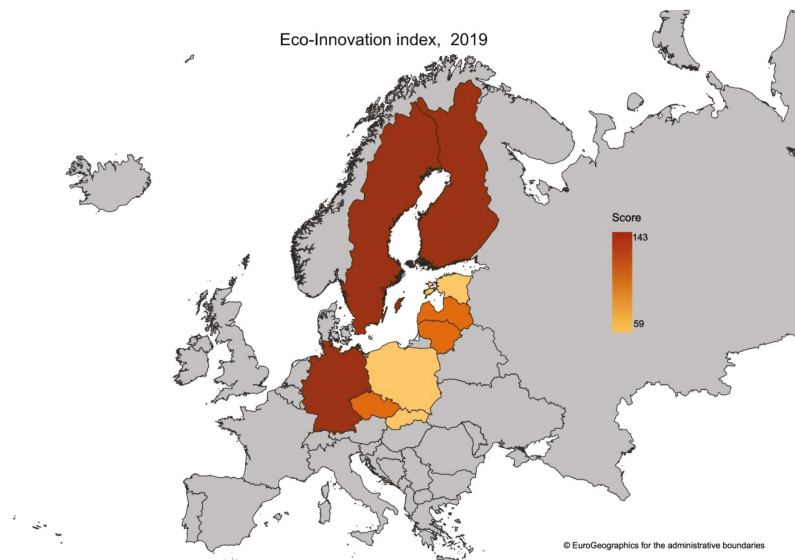 Eco-Innovation index, 2019
Score
143
59
© EuroGeographics for the administrative boundaries